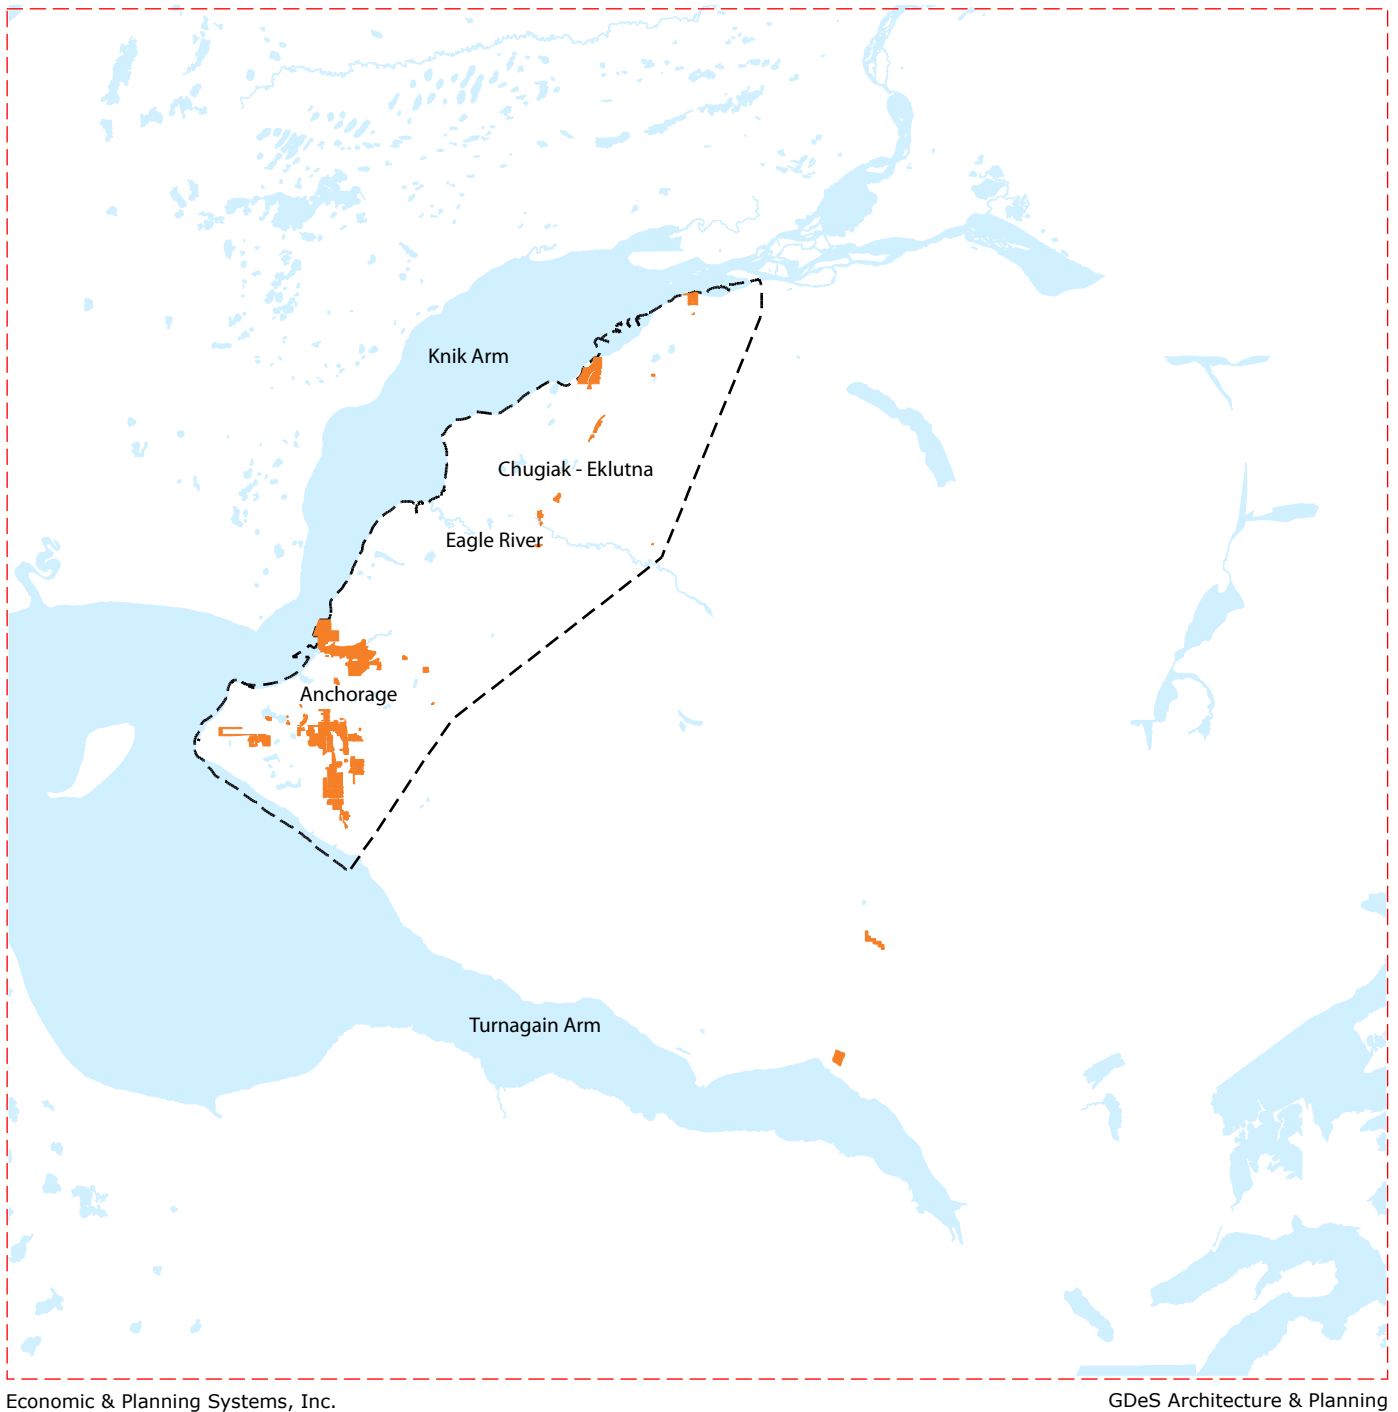 Knik Arm
Chugiak - Eklutna
Eagle River
Anchorage
Turnagain Arm
Economic & Planning Systems, Inc.
GDeS Architecture & Planning